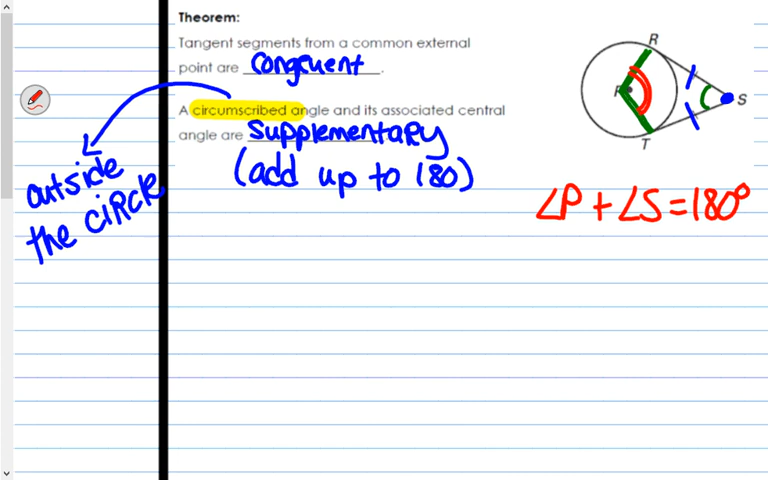 Theorem:
Tangent segments from a common external
point are congruent.
A circumscribed angle and its associated central
angle are supplementary
(add up to 180)
outside
the circle
R
P
S
T
∠P + ∠S = 180°